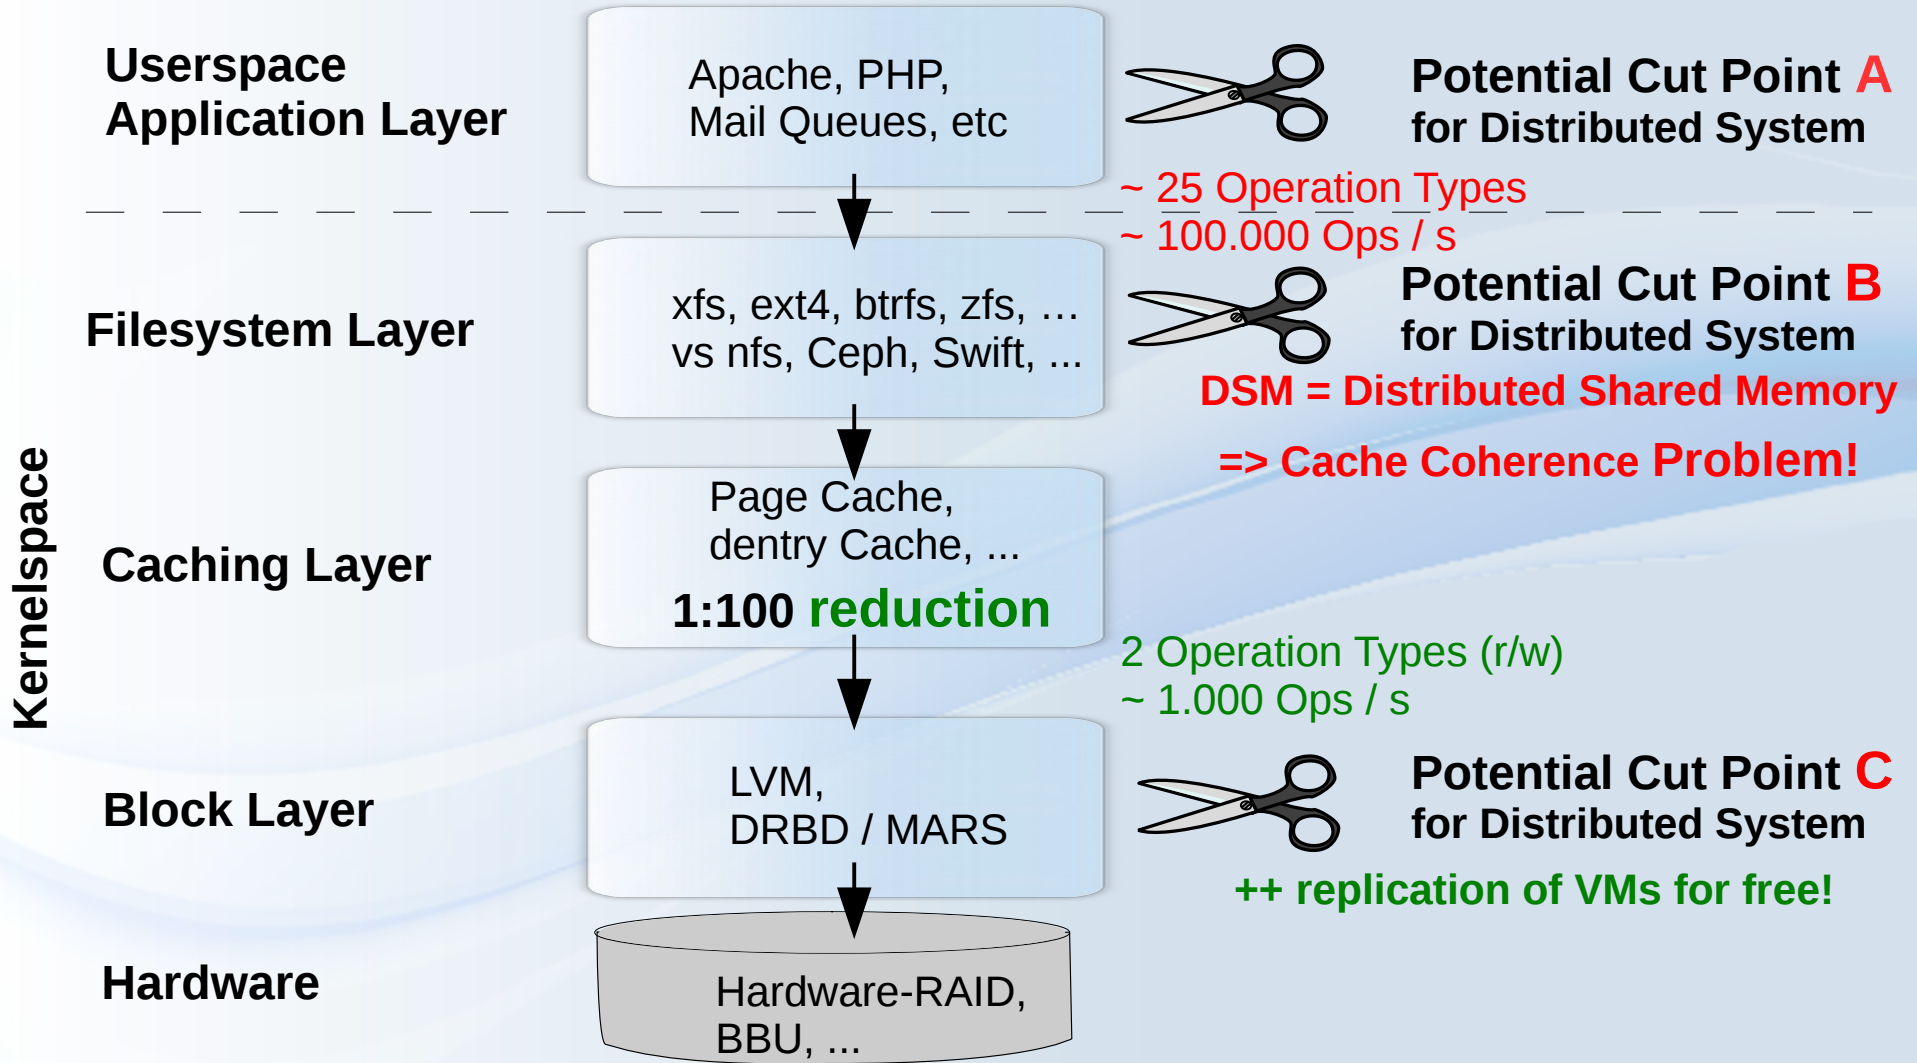 Userspace
Application Layer
Apache, PHP,
Mail Queues, etc
Potential Cut Point A
for Distributed System
~ 25 Operation Types
~ 100.000 Ops / s
Kernelspace
Filesystem Layer
xfs, ext4, btrfs, zfs, …
vs nfs, Ceph, Swift, ...
Potential Cut Point B
for Distributed System
DSM = Distributed Shared Memory
=> Cache Coherence Problem!
Caching Layer
Page Cache,
dentry Cache, ...
1:100 reduction
2 Operation Types (r/w)
~ 1.000 Ops / s
Block Layer
LVM,
DRBD / MARS
Potential Cut Point C
for Distributed System
++ replication of VMs for free!
Hardware
Hardware-RAID,
BBU, ...